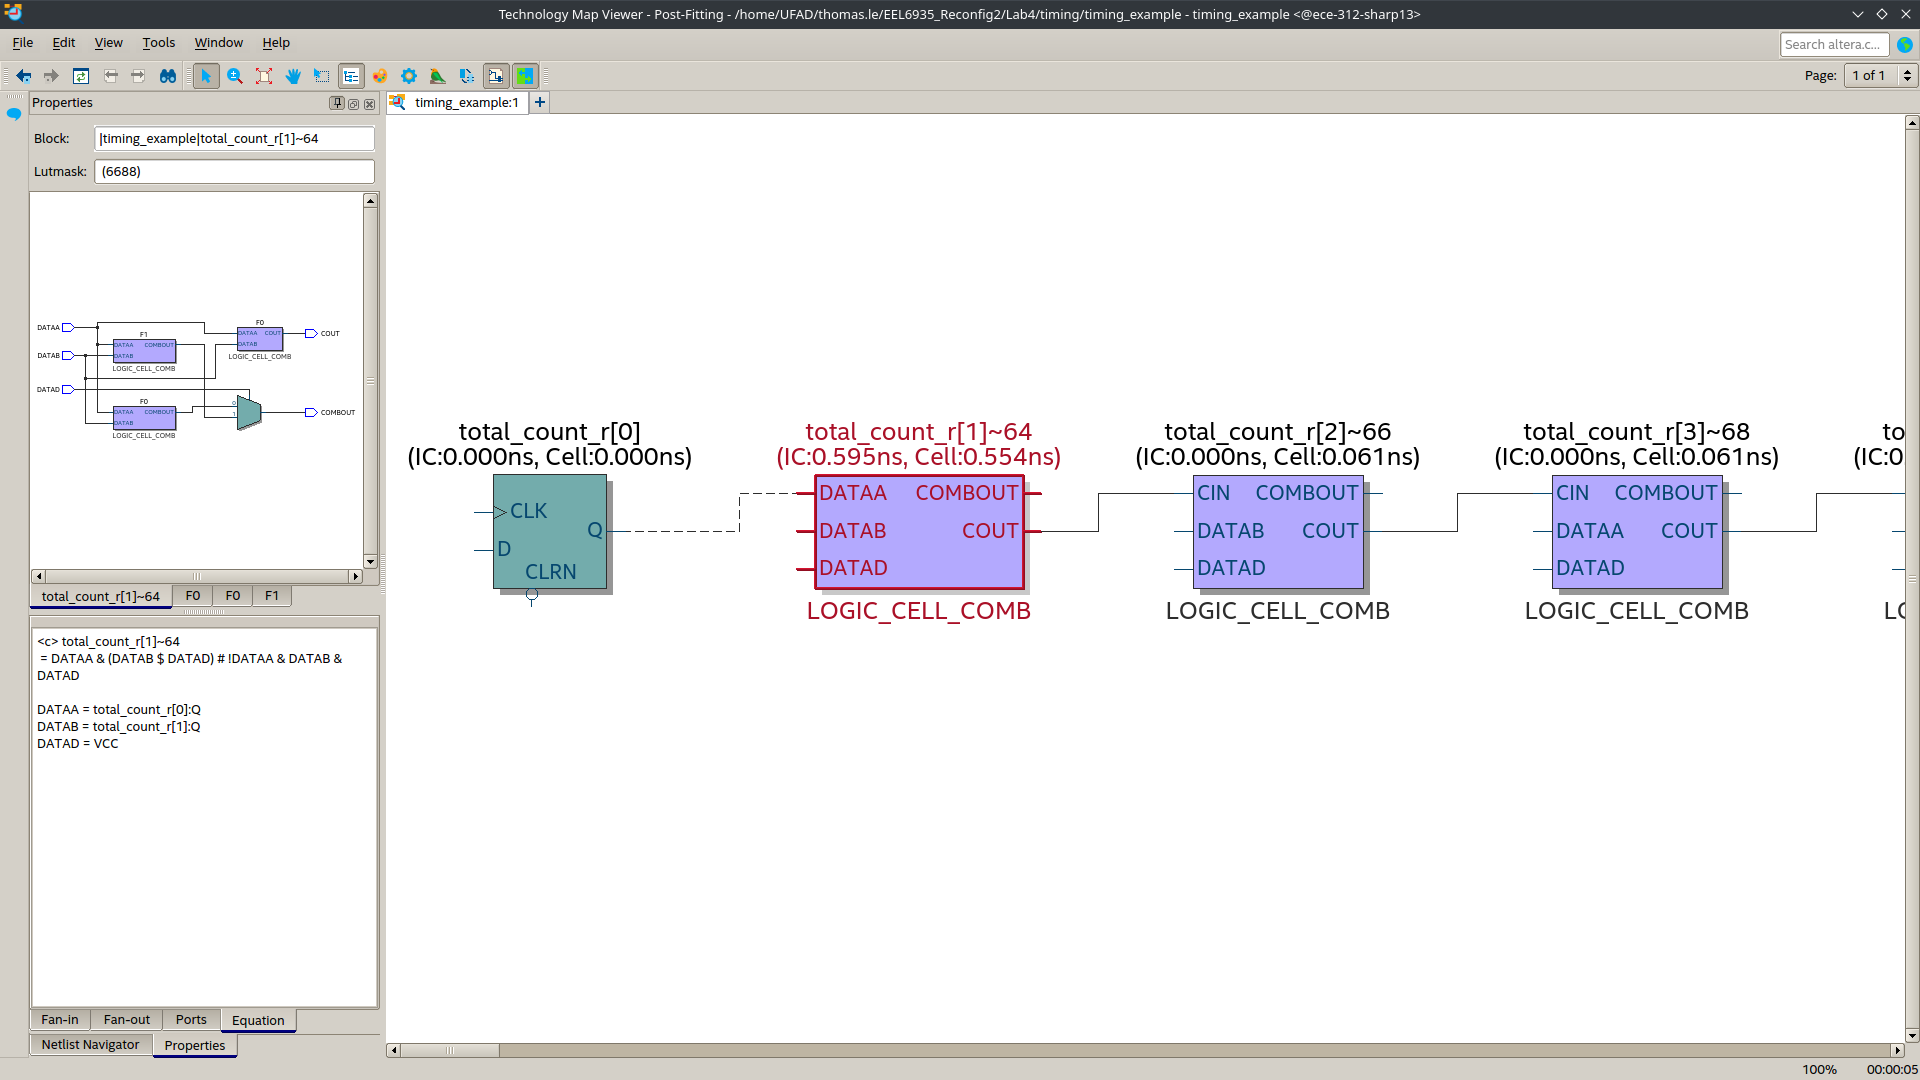 Technology Map Viewer - Post-Fitting - /home/UFAD/thomas.le/EEL6935_Reconfig2/Lab4/timing/timing_example - timing_example <@ece-312-sharp13>
File Edit View Tools Window Help
Search altera.c...
Page: 1 of 1
Properties
timing_example:1
Block: |timing_example|total_count_r[1]~64
Lutmask: (6688)
DATAA
DATAB
DATAD
F1
DATAA COMBOUT
DATAB
LOGIC_CELL_COMB
F0
DATAA COUT
DATAB
LOGIC_CELL_COMB
COUT
F0
DATAA COMBOUT
DATAB
LOGIC_CELL_COMB
0
1
COMBOUT
total_count_r[1]~64 F0 F0 F1
<c> total_count_r[1]~64
= DATAA & (DATAB $ DATAD) # !DATAA & DATAB &
DATAD
DATAA = total_count_r[0]:Q
DATAB = total_count_r[1]:Q
DATAD = VCC
Fan-in Fan-out Ports Equation
Netlist Navigator Properties
total_count_r[0]
(IC:0.000ns, Cell:0.000ns)
CLK
D
Q
CLRN
total_count_r[1]~64
(IC:0.595ns, Cell:0.554ns)
DATAA COMBOUT
DATAB COUT
DATAD
LOGIC_CELL_COMB
total_count_r[2]~66
(IC:0.000ns, Cell:0.061ns)
CIN COMBOUT
DATAB COUT
DATAD
LOGIC_CELL_COMB
total_count_r[3]~68
(IC:0.000ns, Cell:0.061ns)
CIN COMBOUT
DATAA COUT
DATAD
LOGIC_CELL_COMB
to
(IC:0.
LO
100% 00:00:05